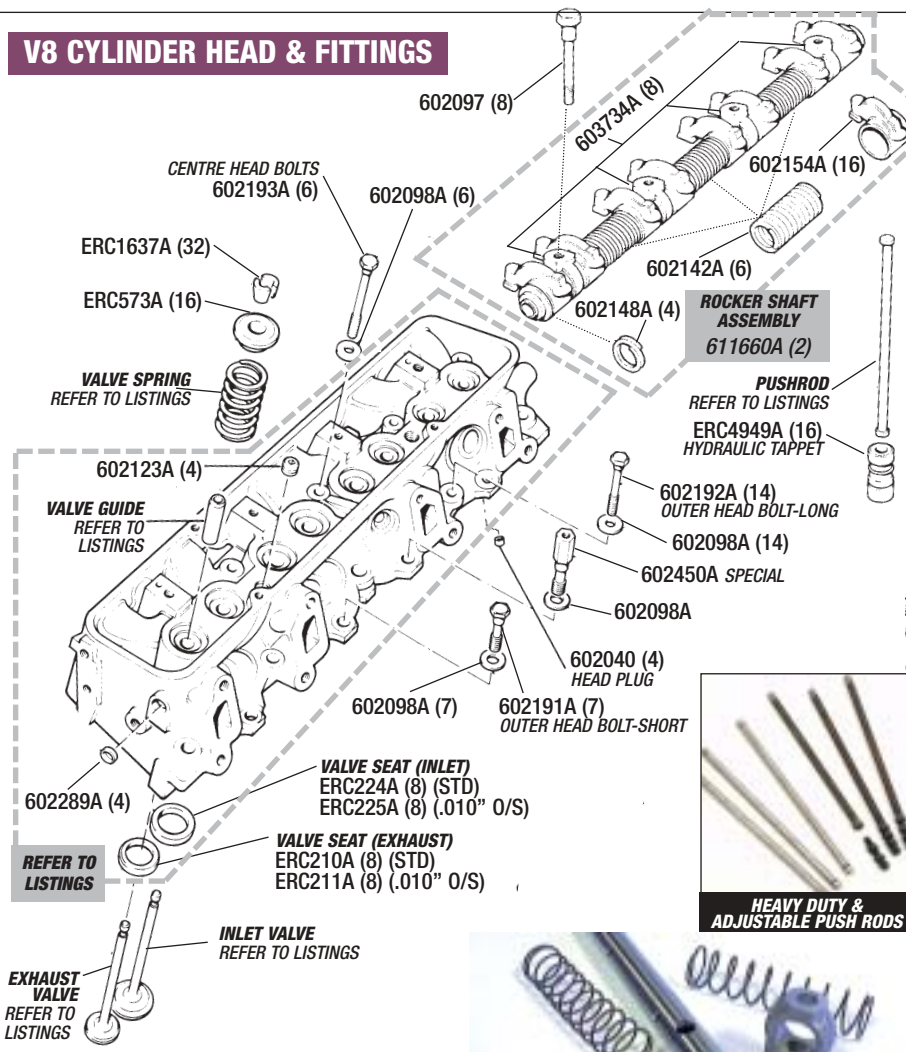 V8 CYLINDER HEAD & FITTINGS
602097 (8)
603734A (8)
602154A (16)
CENTRE HEAD BOLTS
602193A (6)
602098A (6)
ERC1637A (32)
ERC573A (16)
602142A (6)
602148A (4)
ROCKER SHAFT
ASSEMBLY
611660A (2)
VALVE SPRING
REFER TO LISTINGS
PUSHROD
REFER TO LISTINGS
ERC4949A (16)
HYDRAULIC TAPPET
602123A (4)
VALVE GUIDE
REFER TO
LISTINGS
602192A (14)
OUTER HEAD BOLT-LONG
602098A (14)
602450A SPECIAL
602098A
602040 (4)
HEAD PLUG
602098A (7)
602191A (7)
OUTER HEAD BOLT-SHORT
602289A (4)
VALVE SEAT (INLET)
ERC224A (8) (STD)
ERC225A (8) (.010” O/S)
VALVE SEAT (EXHAUST)
ERC210A (8) (STD)
ERC211A (8) (.010” O/S)
REFER TO
LISTINGS
HEAVY DUTY &
ADJUSTABLE PUSH RODS
INLET VALVE
REFER TO LISTINGS
EXHAUST
VALVE
REFER TO
LISTINGS